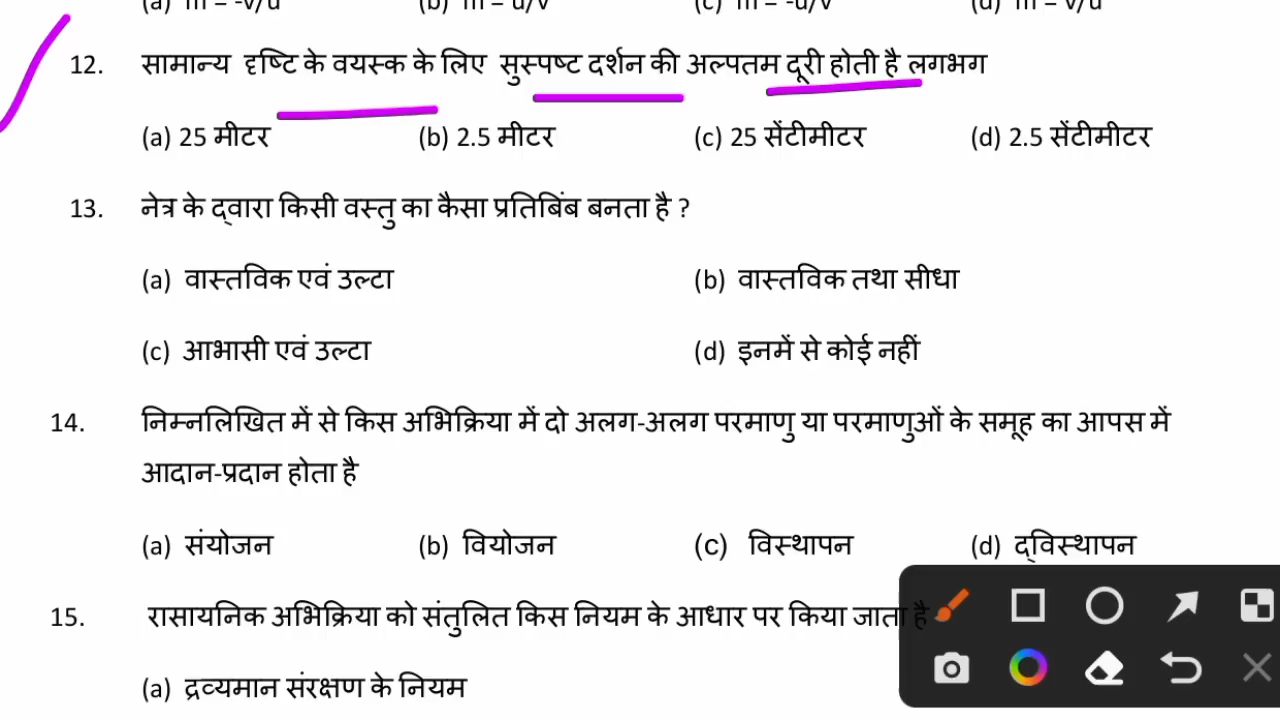 (a) m = -v/u (b) m = u/v (c) m = -u/v (d) m = v/u
12. सामान्य दृष्टि के वयस्क के लिए सुस्पष्ट दर्शन की अल्पतम दूरी होती है लगभग
(a) 25 मीटर (b) 2.5 मीटर (c) 25 सेंटीमीटर (d) 2.5 सेंटीमीटर
13. नेत्र के द्वारा किसी वस्तु का कैसा प्रतिबिंब बनता है ?
(a) वास्तविक एवं उल्टा (b) वास्तविक तथा सीधा
(c) आभासी एवं उल्टा (d) इनमें से कोई नहीं
14. निम्नलिखित में से किस अभिक्रिया में दो अलग-अलग परमाणु या परमाणुओं के समूह का आपस में
आदान-प्रदान होता है
(a) संयोजन (b) वियोजन (c) विस्थापन (d) द्विस्थापन
15. रासायनिक अभिक्रिया को संतुलित किस नियम के आधार पर किया जाता है
(a) द्रव्यमान संरक्षण के नियम